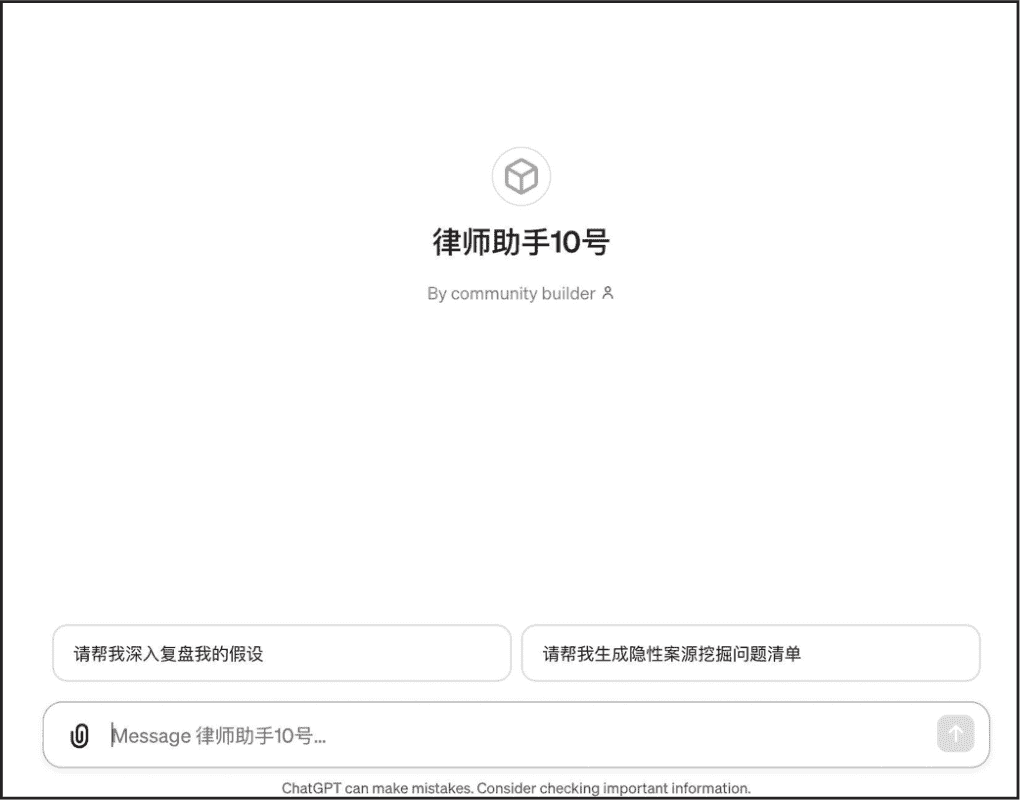 律师助手10号
By community builder
请帮我深入复盘我的假设
请帮我生成隐性案源挖掘问题清单
Message 律师助手10号...
ChatGPT can make mistakes. Consider checking important information.